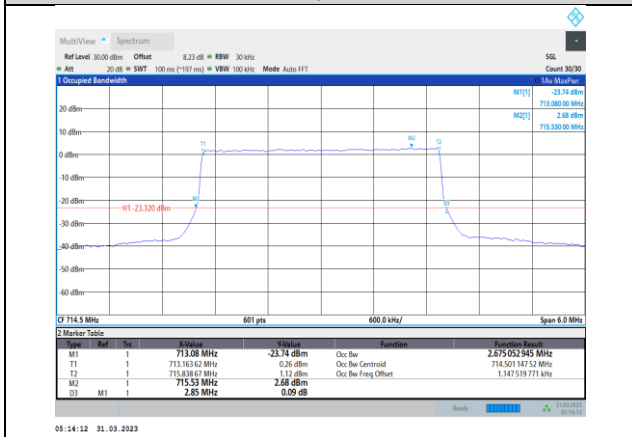 MultiView Spectrum
Ref Level 30.00 dBm Offset 8.23 dB RBW 30 kHz SGL
Att 20 dB SWT 100 ms (~197 ms) VBW 100 kHz Mode Auto FFT Count 30/30
1 Occupied Bandwidth 1Av MaxPwr
M1[1] -23.74 dBm
713.080 00 MHz
M2[1] 2.68 dBm
715.530 00 MHz
20 dBm
10 dBm
T1 M2 T2
0 dBm
-10 dBm
-20 dBm
M1 D3
H1 -23.320 dBm
-30 dBm
-40 dBm
-50 dBm
-60 dBm
CF 714.5 MHz 601 pts 600.0 kHz/ Span 6.0 MHz
2 Marker Table
Type Ref Trc X-Value Y-Value Function Function Result
M1 1 713.08 MHz -23.74 dBm Occ Bw 2.675 052 945 MHz
T1 1 713.163 62 MHz 0.26 dBm Occ Bw Centroid 714.501 147 52 MHz
T2 1 715.838 67 MHz 1.12 dBm Occ Bw Freq Offset 1.147 519 771 kHz
M2 1 715.53 MHz 2.68 dBm
D3 M1 1 2.85 MHz 0.09 dB
Ready 31.03.2023
05:14:12
05:14:12 31.03.2023